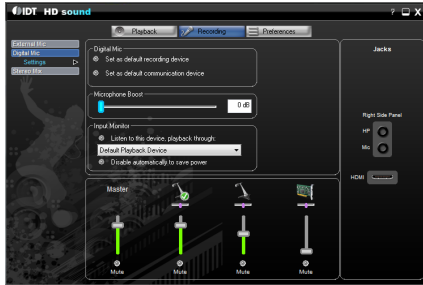 IDT HD sound
? X
Playback Recording Preferences
External Mic
Digital Mic
Settings
Stereo Mix
Digital Mic
Set as default recording device
Set as default communication device
Microphone Boost
0 dB
Input Monitor
Listen to this device, playback through:
Default Playback Device
Disable automatically to save power
Master
Mute Mute Mute Mute
Jacks
Right Side Panel
HP
Mic
HDMI